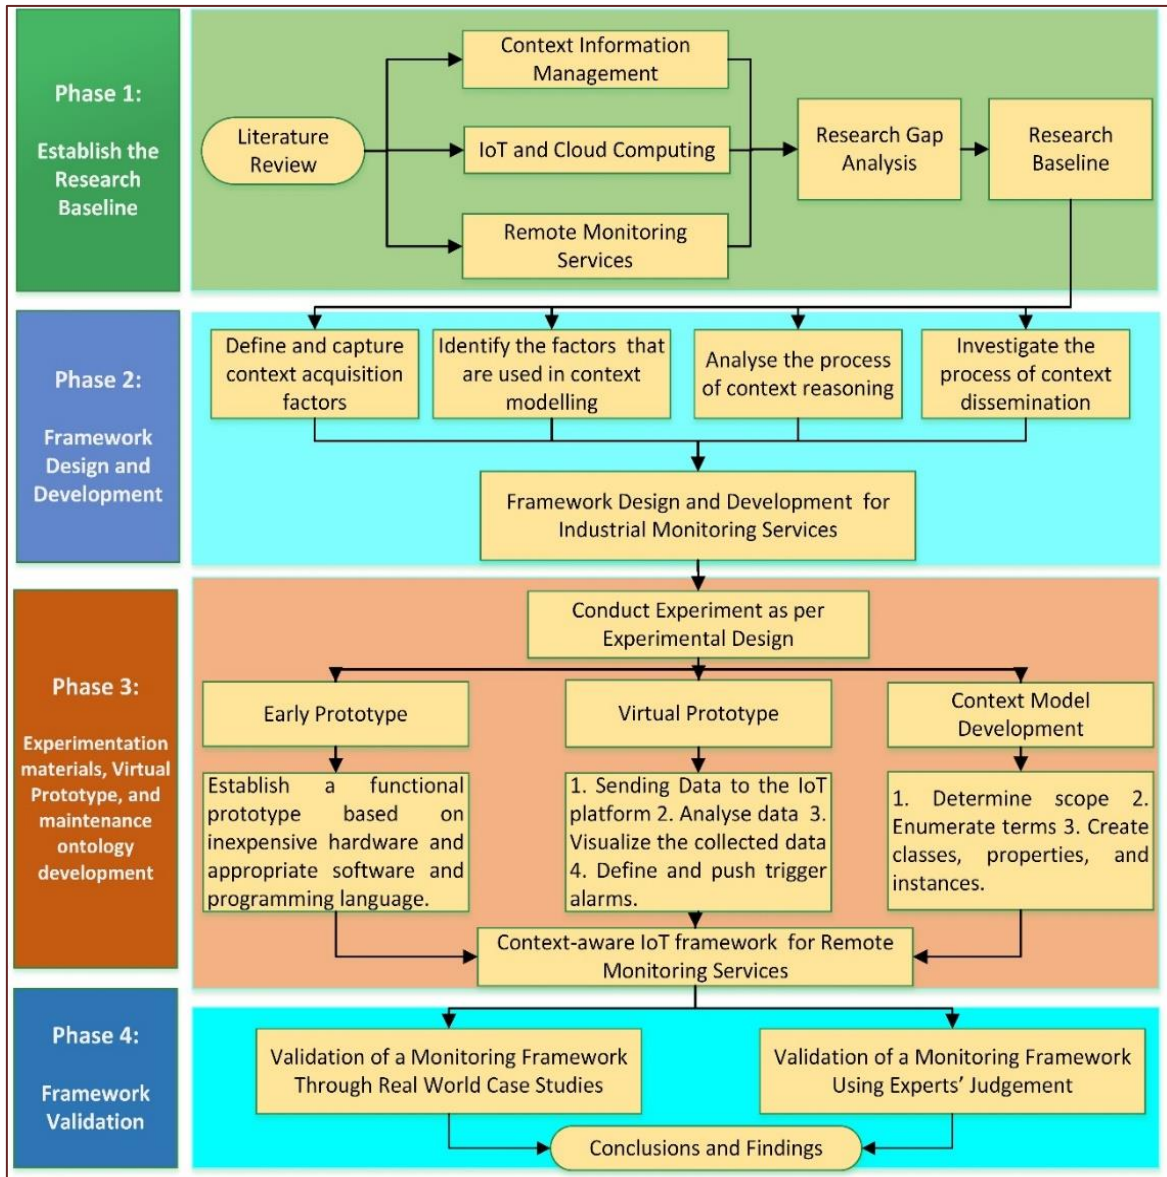 Phase 1:
Establish the
Research
Baseline
Literature
Review
Context Information
Management
IoT and Cloud Computing
Remote Monitoring
Services
Research Gap
Analysis
Research
Baseline
Phase 2:
Framework
Design and
Development
Define and capture
context acquisition
factors
Identify the factors that
are used in context
modelling
Analyse the process
of context reasoning
Investigate the
process of context
dissemination
Framework Design and Development for
Industrial Monitoring Services
Phase 3:
Experimentation
materials, Virtual
Prototype, and
maintenance
ontology
development
Conduct Experiment as per
Experimental Design
Early Prototype
Virtual Prototype
Context Model
Development
Establish a functional
prototype based on
inexpensive hardware and
appropriate software and
programming language.
1. Sending Data to the IoT
platform 2. Analyse data 3.
Visualize the collected data
4. Define and push trigger
alarms.
1. Determine scope 2.
Enumerate terms 3. Create
classes, properties, and
instances.
Context-aware IoT framework for Remote
Monitoring Services
Phase 4:
Framework
Validation
Validation of a Monitoring Framework
Through Real World Case Studies
Validation of a Monitoring Framework
Using Experts’ Judgement
Conclusions and Findings